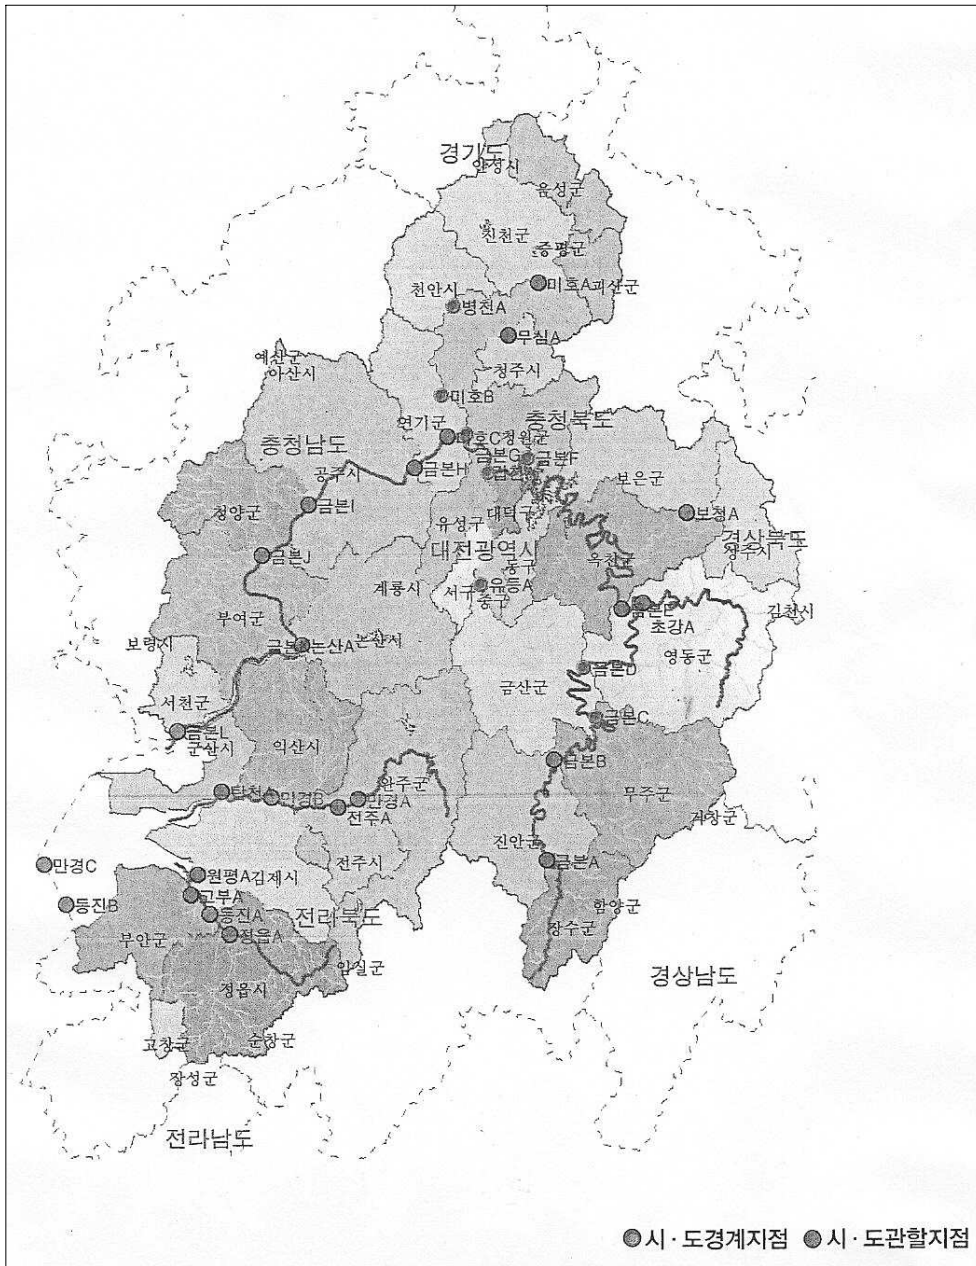 경기도
안성시
음성군
진천군
증평군
미호A
괴산군
천안시
병천A
무심A
예산군
아산시
청주시
미호B
연기군
충청북도
충청남도
미호C
청원군
금본G
금본F
금본H
갑천A
공주시
보은군
청양군
금본I
대덕구
보청A
유성구
경상북도
상주시
대전광역시
금본J
동구
옥천군
계룡시
서구
유등A
중구
김천시
부여군
금본E
초강A
보령시
금본K
논산A
논산시
영동군
금본D
금산군
서천군
금본C
금본L
군산시
익산시
금본B
완주군
탑천A
만경B
만경A
무주군
전주A
거창군
진안군
만경C
전주시
금본A
원평A
김제시
고부A
동진B
동진A
전라북도
함양군
장수군
정읍A
부안군
임실군
경상남도
정읍시
고창군
순창군
장성군
전라남도
시·도경계지점
시·도관할지점